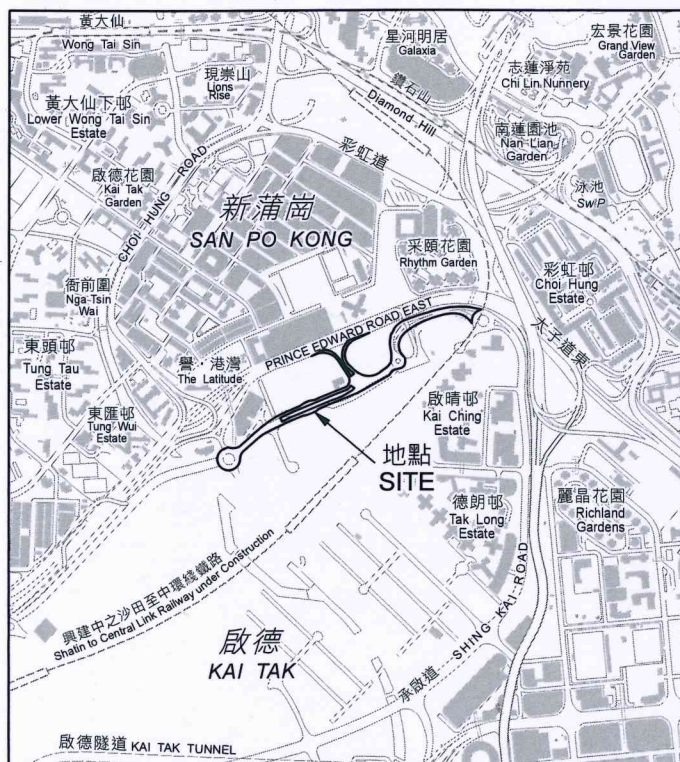 黃大仙
Wong Tai Sin
星河明居
Galaxia
宏景花園
Grand View
Garden
現崇山
Lions
Rise
鑽石山
Diamond Hill
志蓮淨苑
Chi Lin Nunnery
黃大仙下邨
Lower Wong Tai Sin
Estate
南蓮園池
Nan Lian
Garden
啟德花園
Kai Tak
Garden
CHOI HUNG ROAD
彩虹道
泳池
SwP
新蒲崗
SAN PO KONG
采頤花園
Rhythm Garden
彩虹邨
Choi Hung
Estate
衙前圍
Nga Tsin
Wai
PRINCE EDWARD ROAD EAST
太子道東
東頭邨
Tung Tau
Estate
譽‧港灣
The Latitude
啟晴邨
Kai Ching
Estate
東匯邨
Tung Wui
Estate
地點
SITE
德朗邨
Tak Long
Estate
麗晶花園
Richland
Gardens
興建中之沙田至中環綫鐵路
Shatin to Central Link Railway under Construction
啟德
KAI TAK
承啟道 SHING KAI ROAD
啟德隧道 KAI TAK TUNNEL